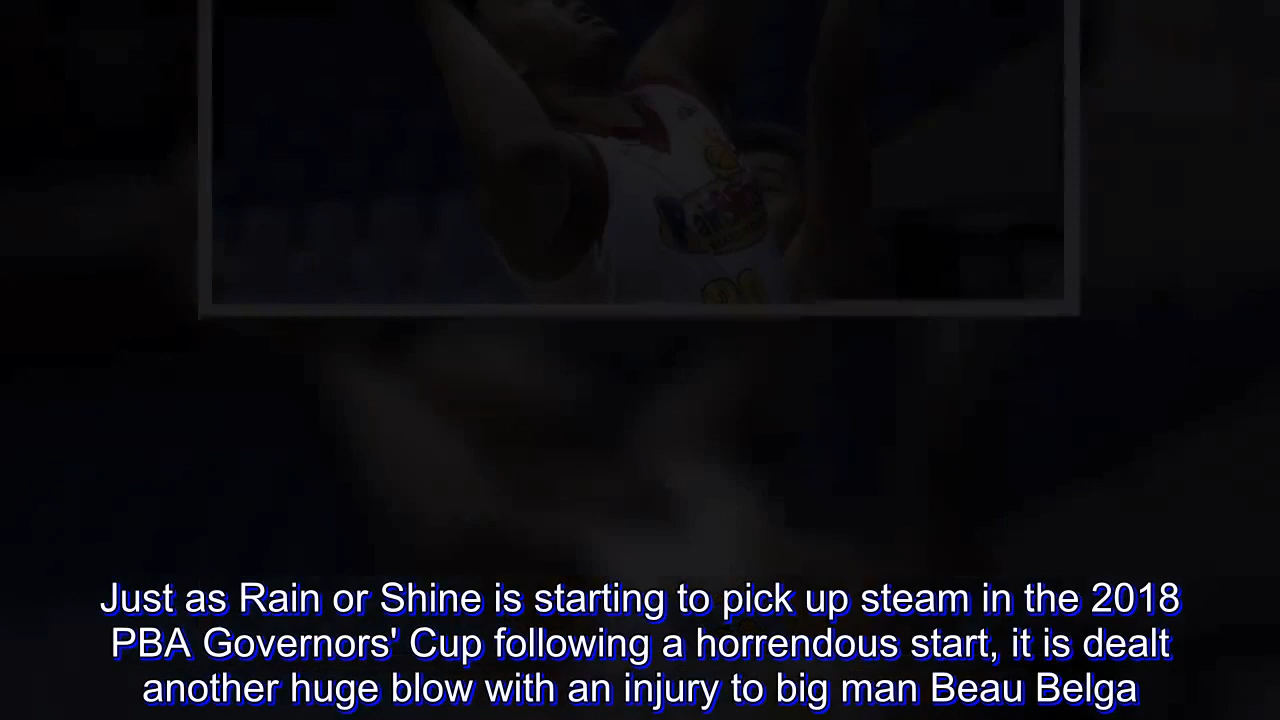 Just as Rain or Shine is starting to pick up steam in the 2018
PBA Governors' Cup following a horrendous start, it is dealt
another huge blow with an injury to big man Beau Belga